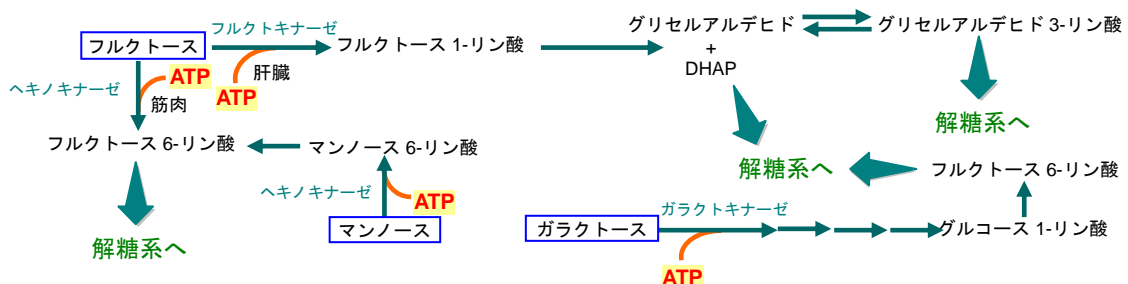 フルクトース
フルクトキナーゼ
フルクトース 1-リン酸
グリセルアルデヒド
+
DHAP
グリセルアルデヒド 3-リン酸
ヘキノキナーゼ
ATP
筋肉
ATP
肝臓
フルクトース 6-リン酸
マンノース 6-リン酸
解糖系へ
解糖系へ
フルクトース 6-リン酸
ヘキノキナーゼ
ATP
マンノース
ガラクトース
ガラクトキナーゼ
グルコース 1-リン酸
解糖系へ
ATP